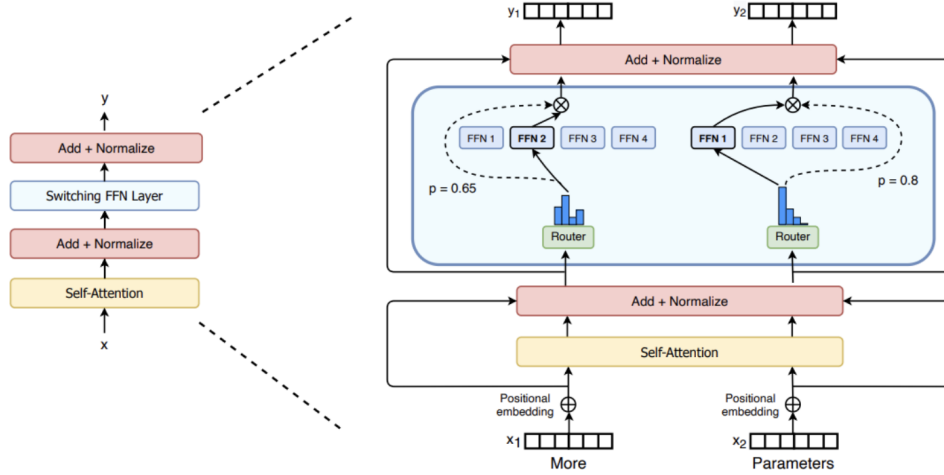 y
Add + Normalize
Switching FFN Layer
Add + Normalize
Self-Attention
x
y1
y2
Add + Normalize
FFN 1 FFN 2 FFN 3 FFN 4
FFN 1 FFN 2 FFN 3 FFN 4
p = 0.65
p = 0.8
Router
Router
Add + Normalize
Self-Attention
Positional
embedding
Positional
embedding
x1
x2
More
Parameters